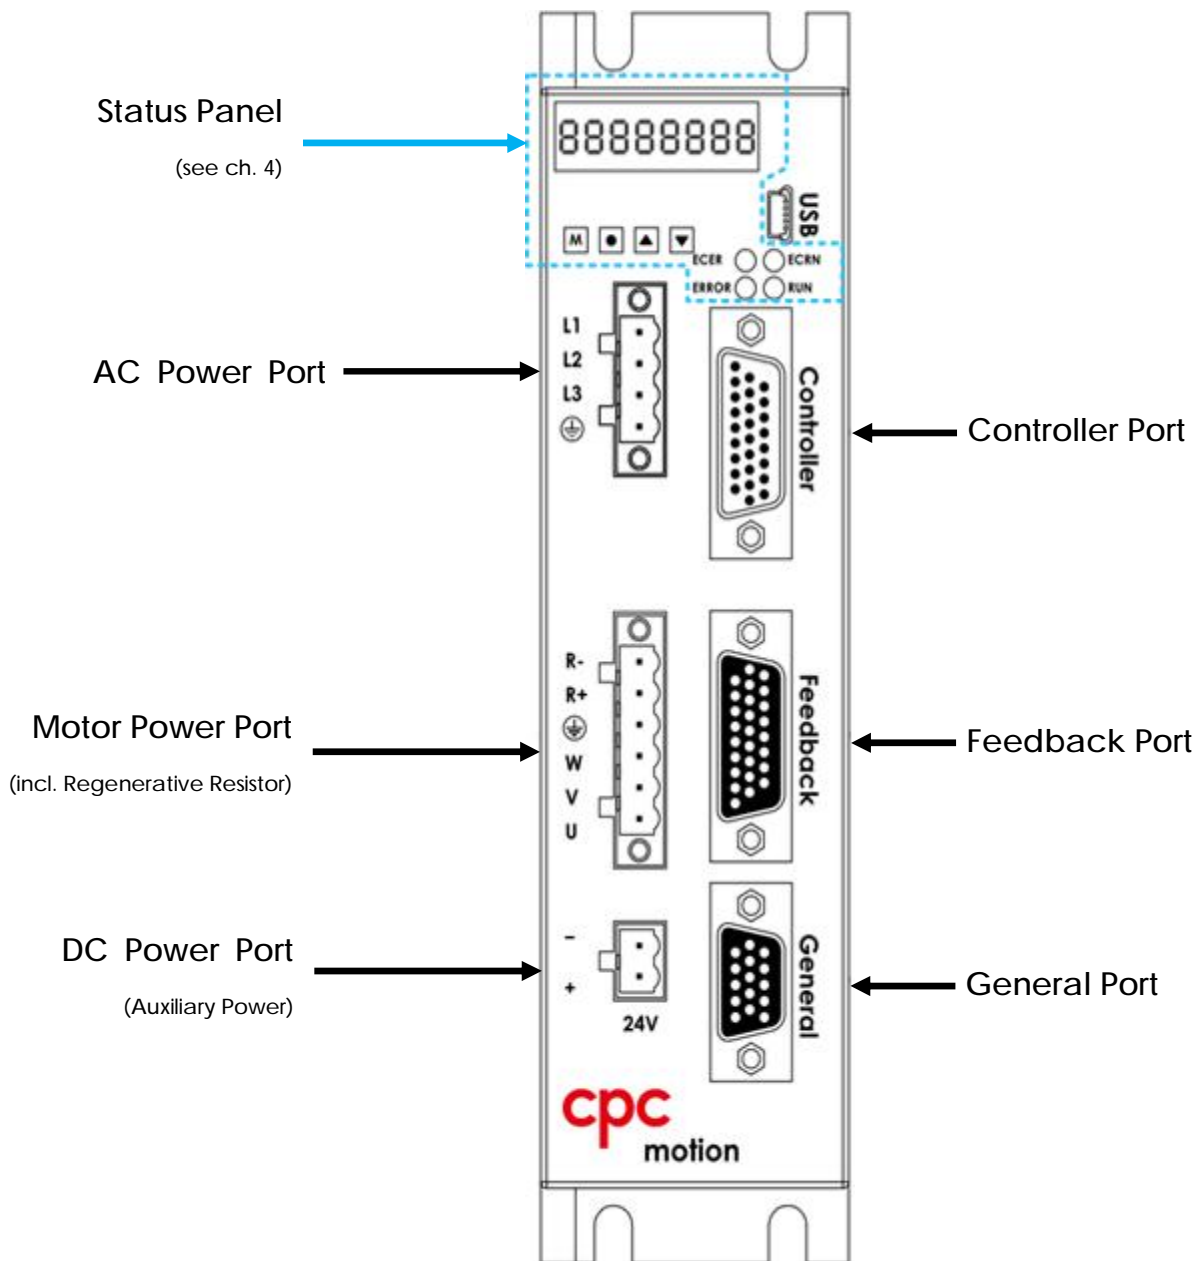 Status Panel
(see ch. 4)
88888888
USB
M
ECER
ECRN
ERROR
RUN
L1
L2
L3
AC Power Port
Controller
Controller Port
R-
R+
W
V
U
Motor Power Port
(incl. Regenerative Resistor)
Feedback
Feedback Port
-
+
24V
DC Power Port
(Auxiliary Power)
General
General Port
cpc
motion